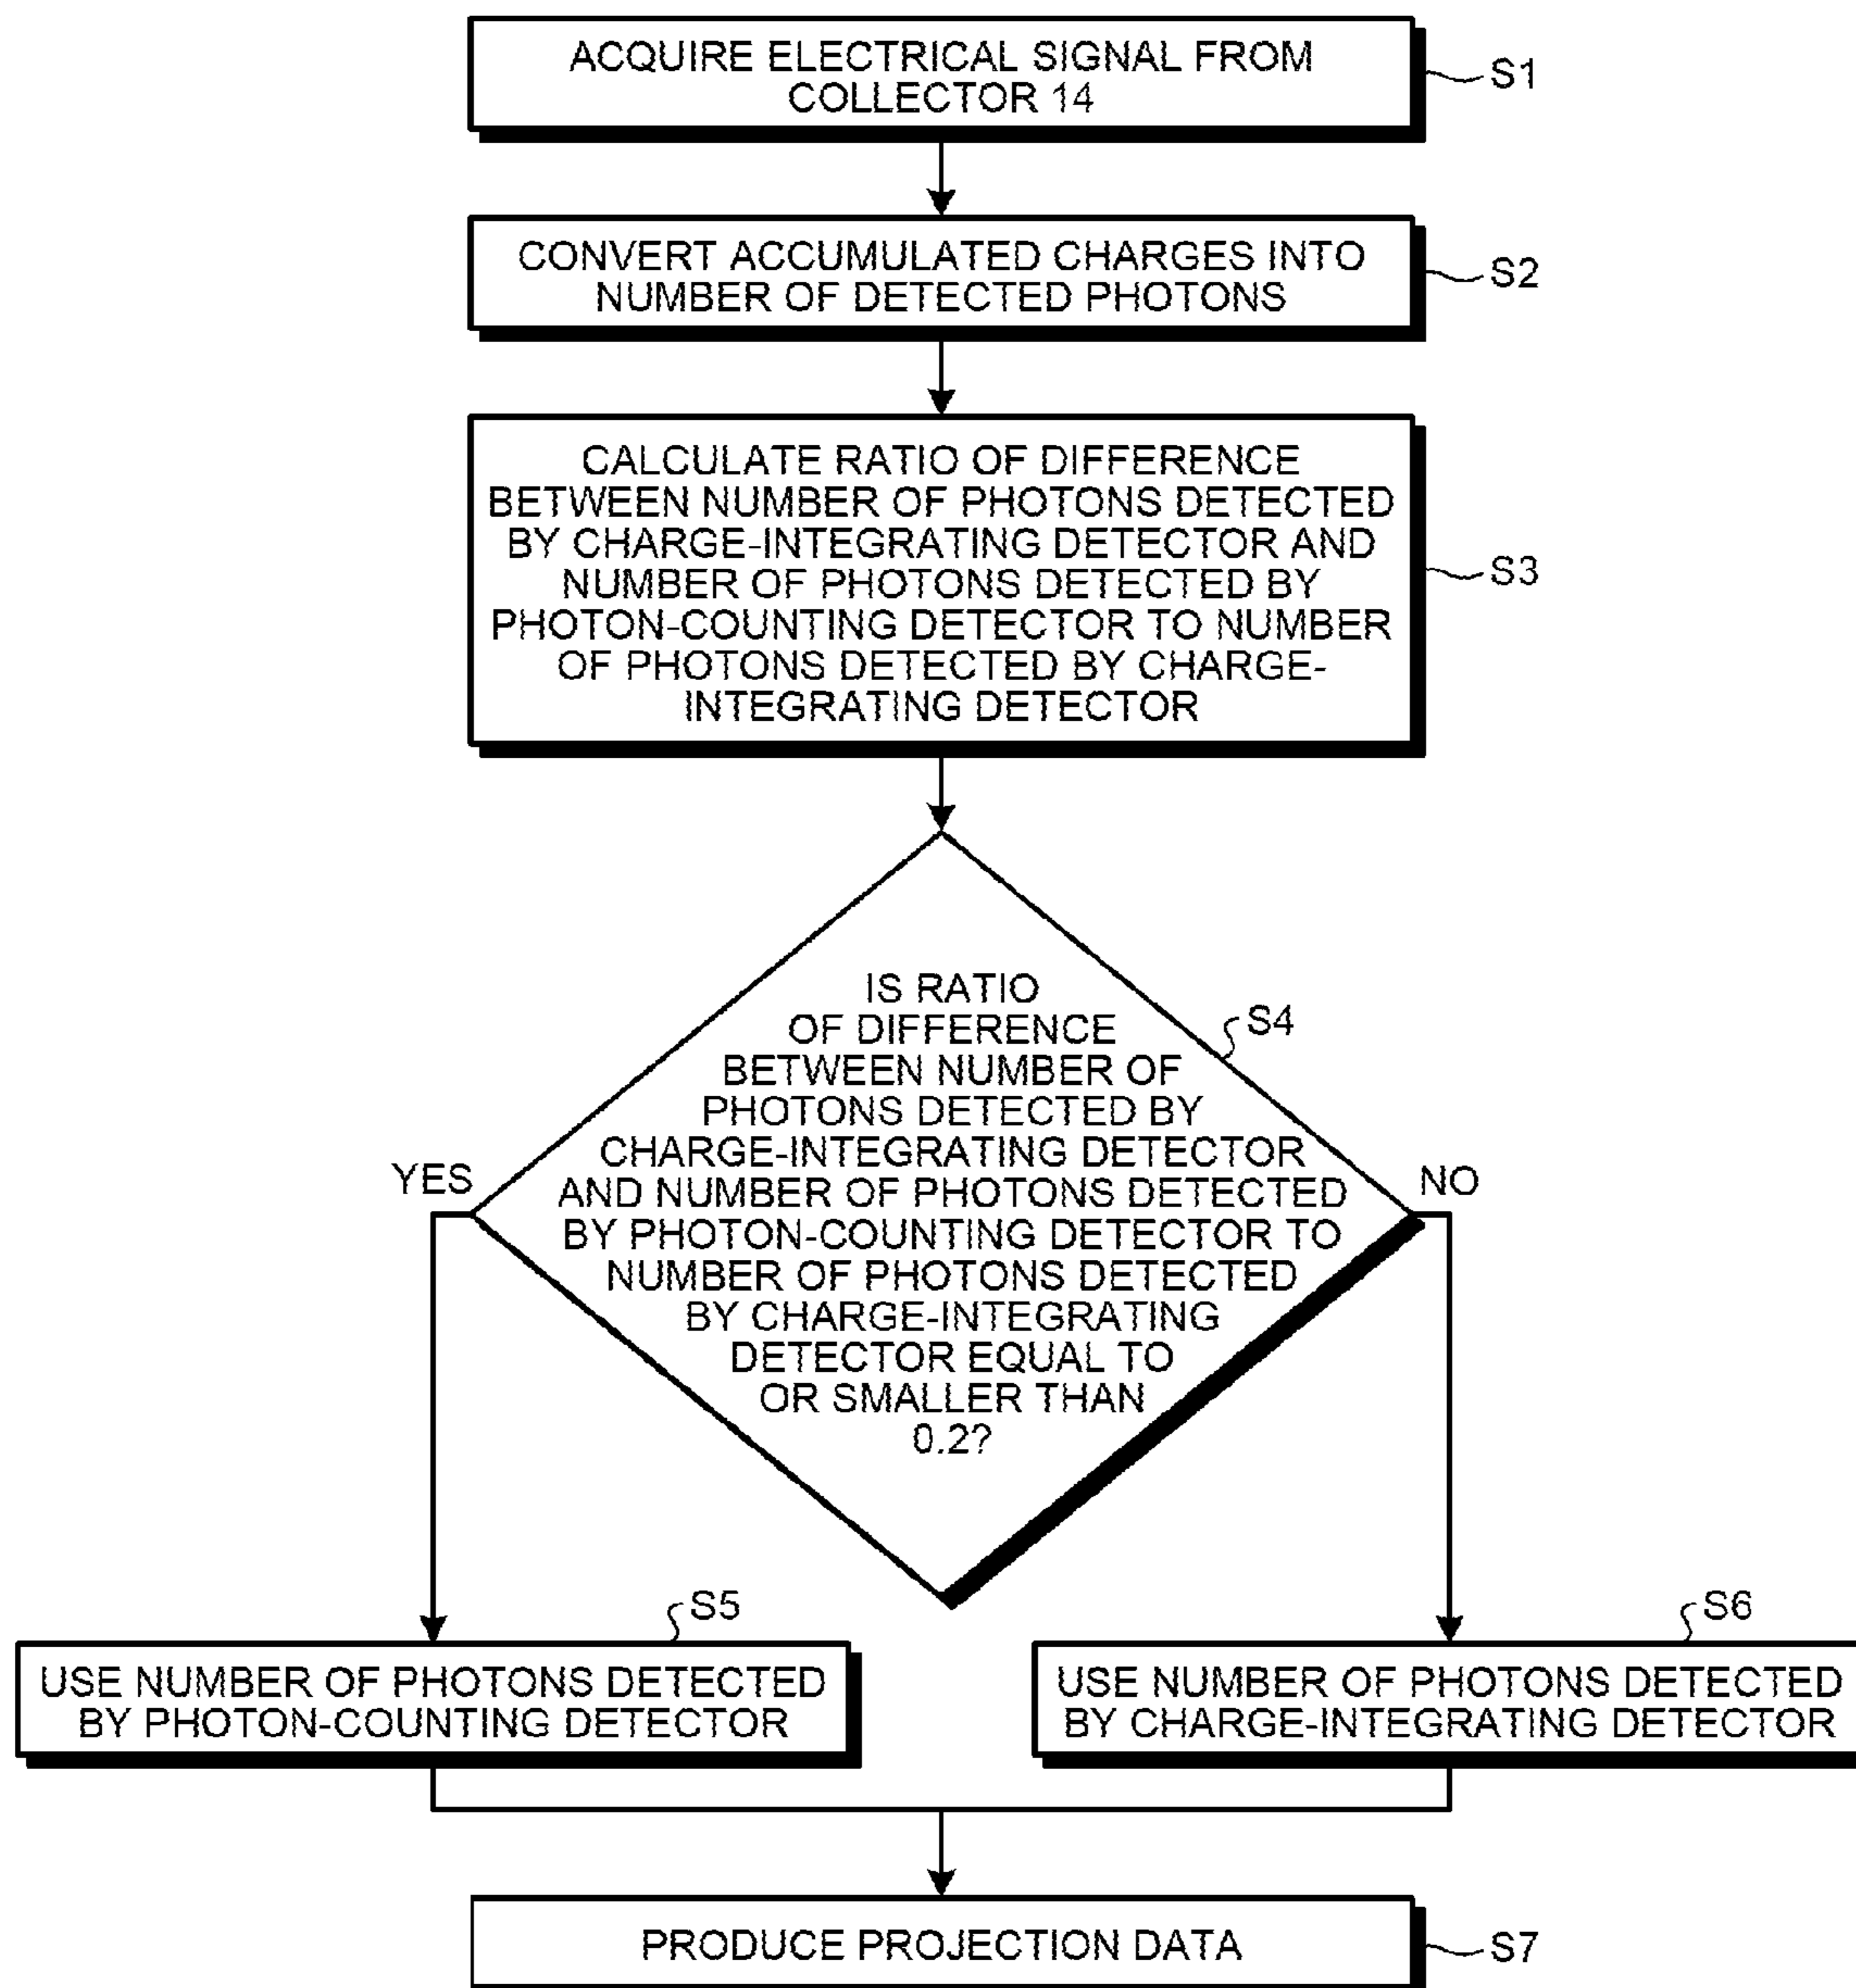 ACQUIRE ELECTRICAL SIGNAL FROM
COLLECTOR 14
S1
CONVERT ACCUMULATED CHARGES INTO
NUMBER OF DETECTED PHOTONS
S2
CALCULATE RATIO OF DIFFERENCE
BETWEEN NUMBER OF PHOTONS DETECTED
BY CHARGE-INTEGRATING DETECTOR AND
NUMBER OF PHOTONS DETECTED BY
PHOTON-COUNTING DETECTOR TO NUMBER
OF PHOTONS DETECTED BY CHARGE-
INTEGRATING DETECTOR
S3
IS RATIO
OF DIFFERENCE
BETWEEN NUMBER OF
PHOTONS DETECTED BY
CHARGE-INTEGRATING DETECTOR
AND NUMBER OF PHOTONS DETECTED
BY PHOTON-COUNTING DETECTOR TO
NUMBER OF PHOTONS DETECTED
BY CHARGE-INTEGRATING
DETECTOR EQUAL TO
OR SMALLER THAN
0.2?
S4
YES
NO
S5
USE NUMBER OF PHOTONS DETECTED
BY PHOTON-COUNTING DETECTOR
S6
USE NUMBER OF PHOTONS DETECTED
BY CHARGE-INTEGRATING DETECTOR
PRODUCE PROJECTION DATA
S7